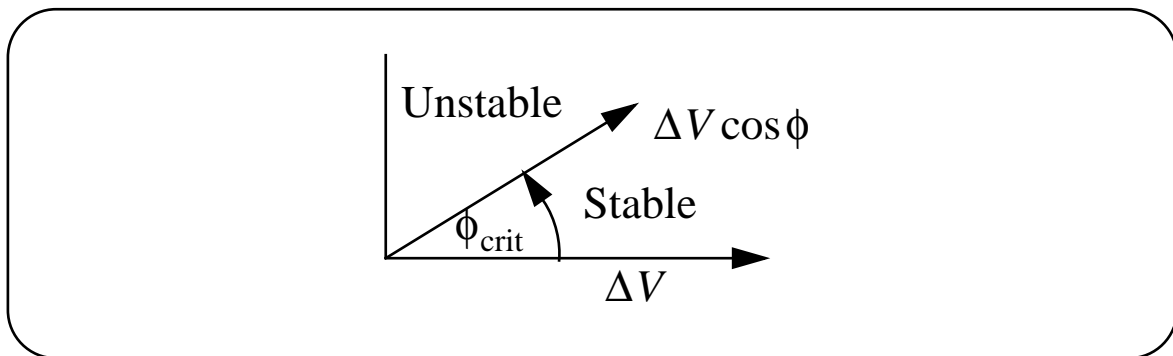 Unstable
ΔV cos ϕ
Stable
ϕcrit
ΔV